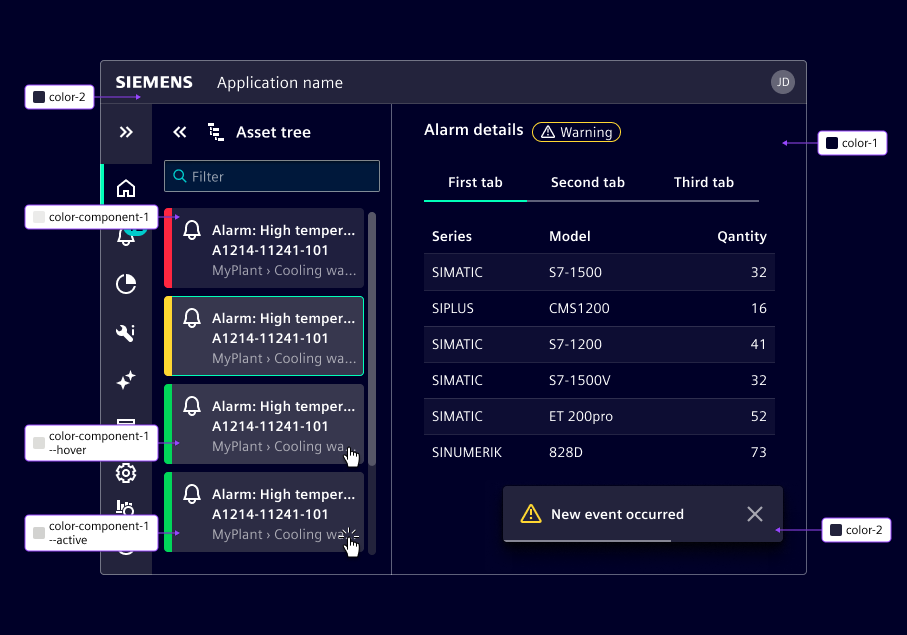 SIEMENS
Application name
JD
color-2
color-1
Asset tree
Filter
color-component-1
Alarm: High temper...
A1214-11241-101
MyPlant › Cooling wa...
Alarm: High temper...
A1214-11241-101
MyPlant › Cooling wa...
color-component-1
--hover
Alarm: High temper...
A1214-11241-101
MyPlant › Cooling wa
color-component-1
--active
Alarm: High temper...
A1214-11241-101
MyPlant › Cooling wa
Alarm details
Warning
First tab
Second tab
Third tab
Series Model Qantity
SIMATIC S7-1500 32
SIPLUS CMS1200 16
SIMATIC S7-1200 41
SIMATIC S7-1500V 32
SIMATIC ET 200pro 52
SINUMERIK 828D 73
New event occurred
color-2